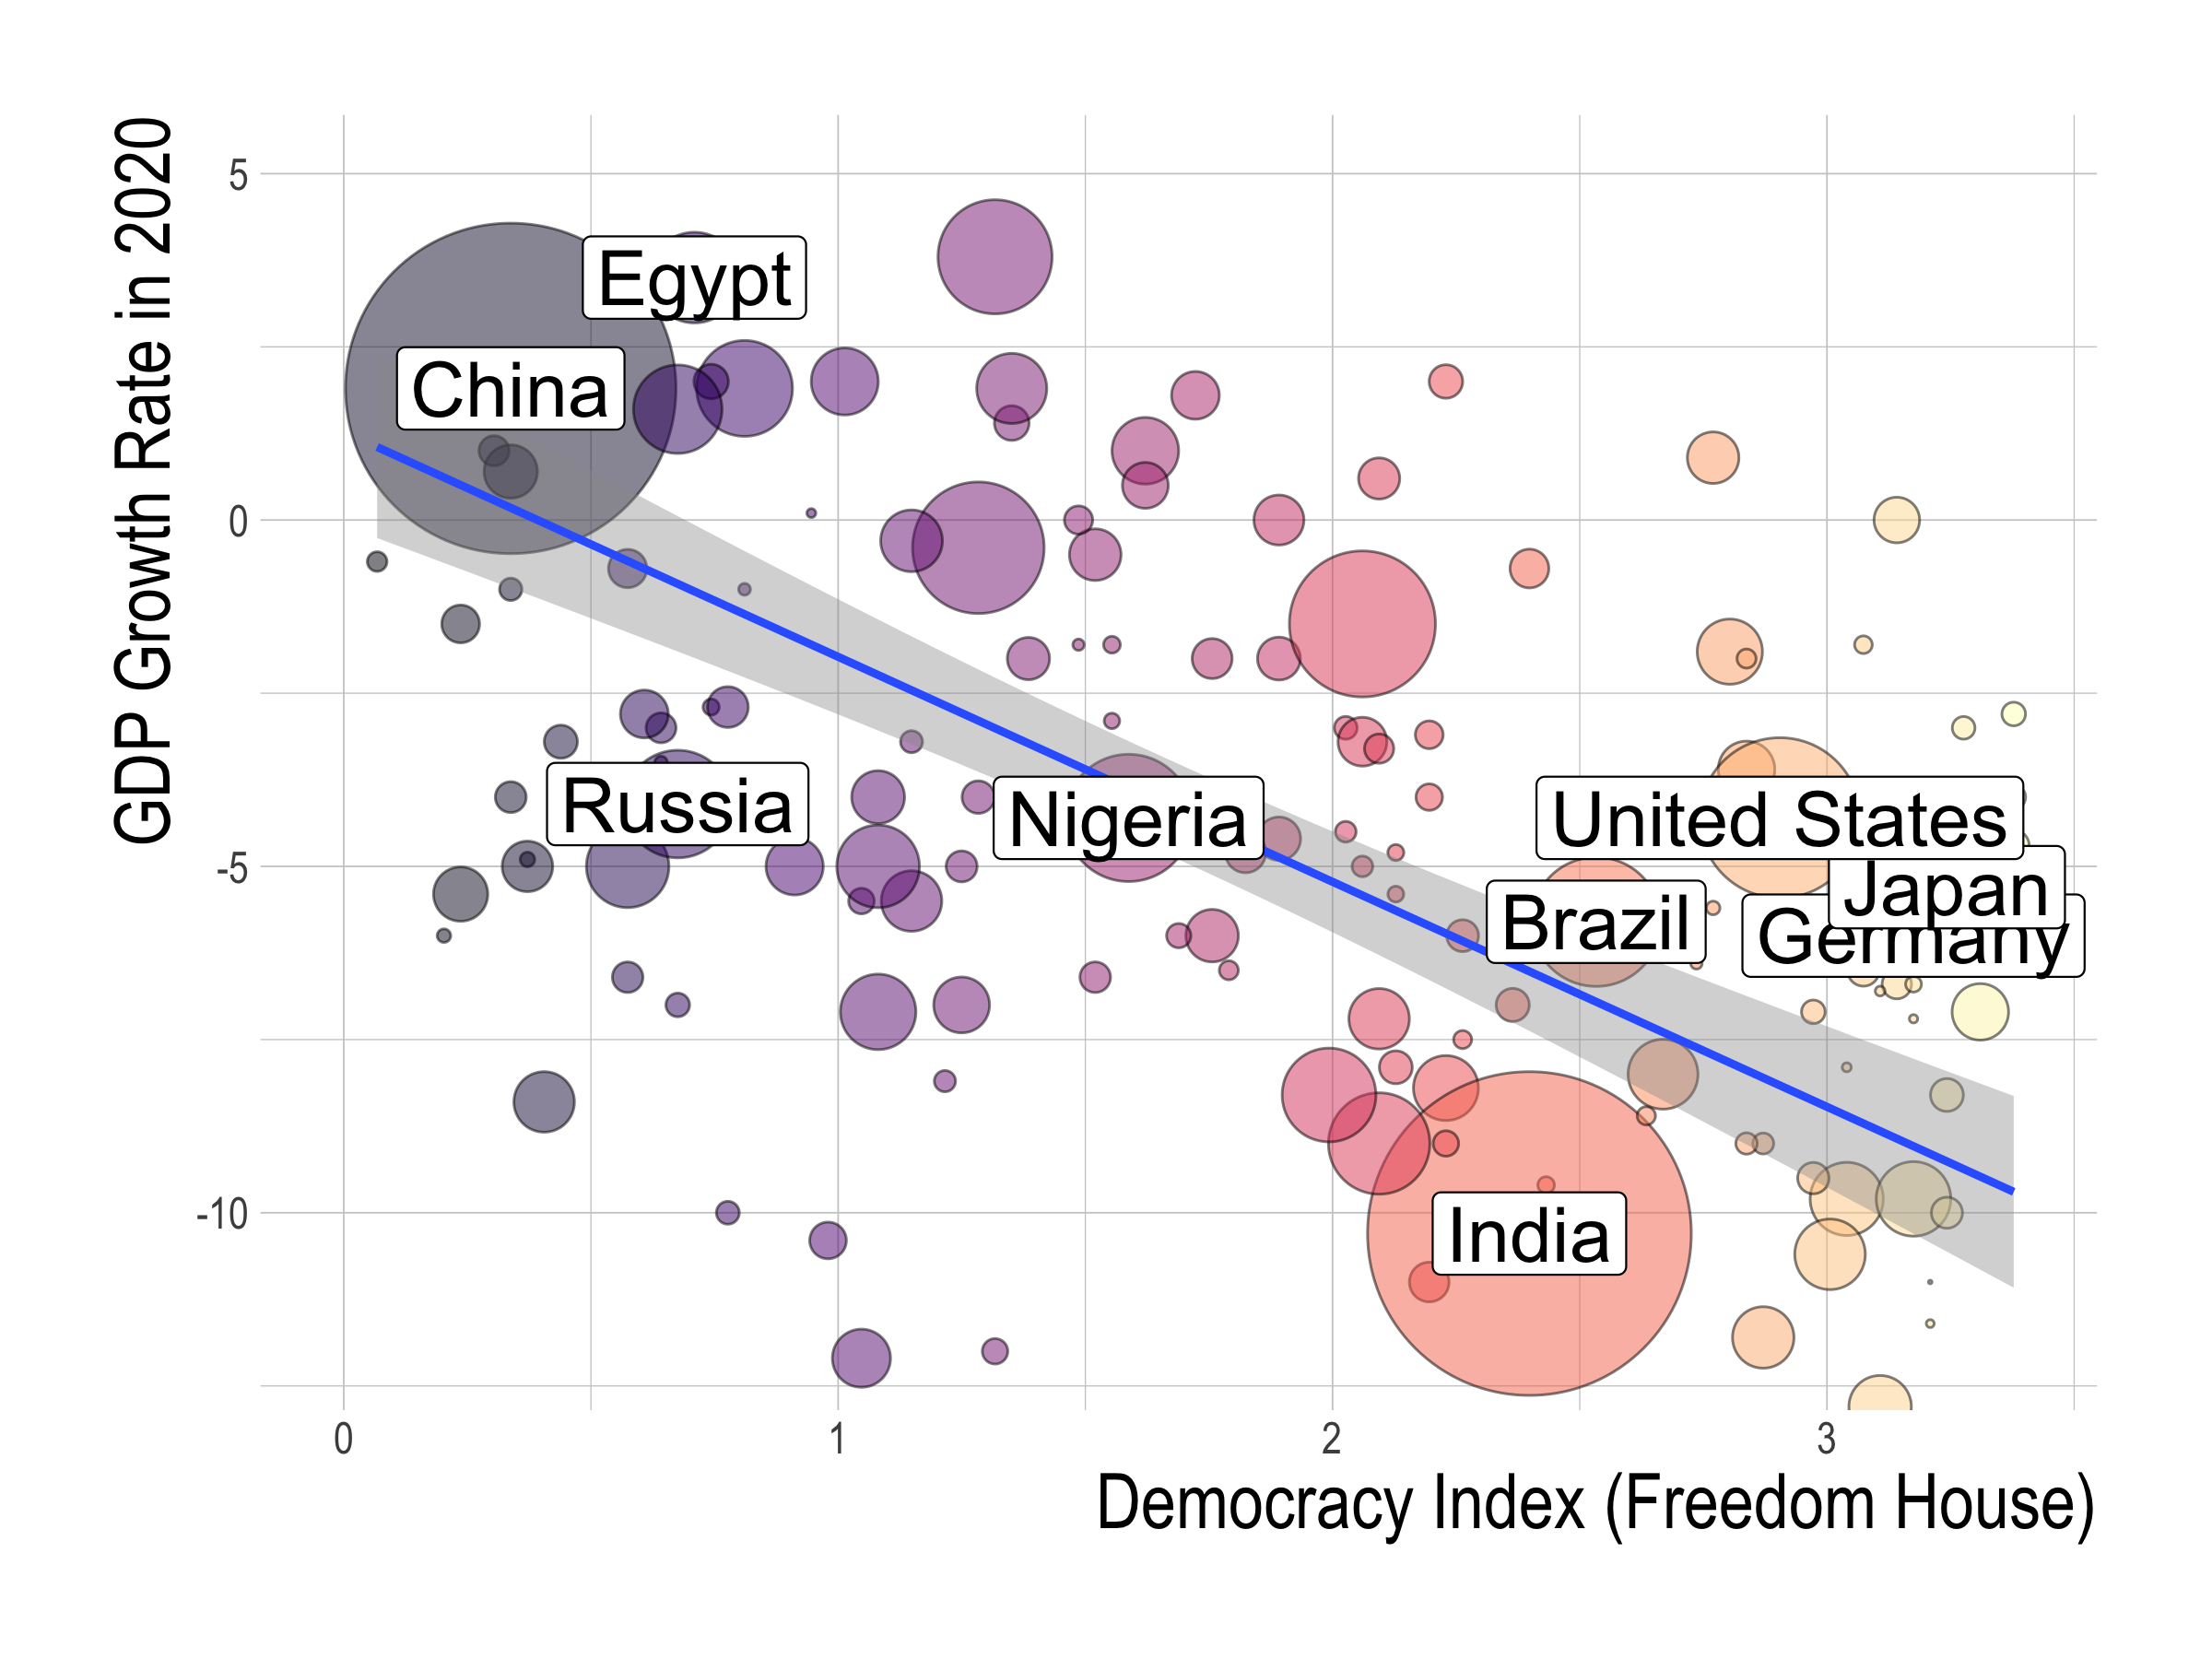 GDP Growth Rate in 2020
5
0
-5
-10
Egypt
China
Russia
Nigeria
United States
Japan
Brazil
Germany
India
0
1
2
3
Democracy Index (Freedom House)